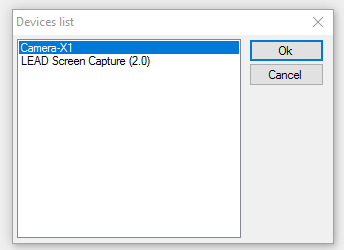 Devices list
Camera-X1
LEAD Screen Capture (2.0)
Ok
Cancel